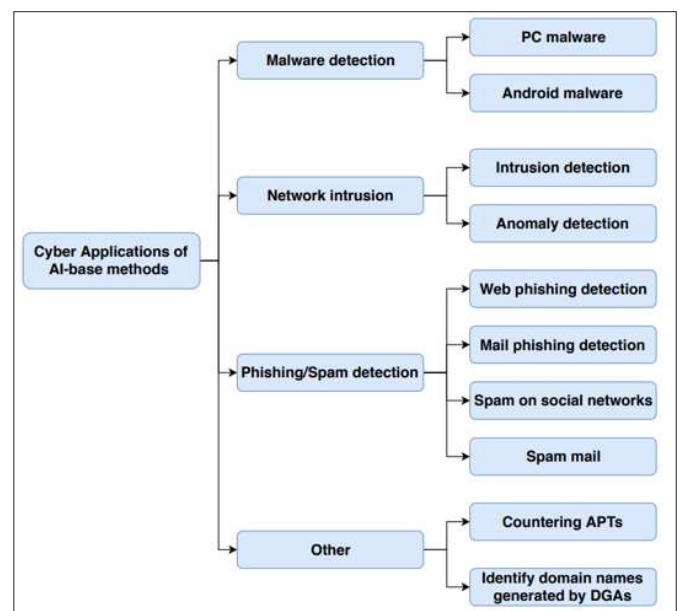 Cyber Applications of
AI-base methods
Malware detection
PC malware
Android malware
Network intrusion
Intrusion detection
Anomaly detection
Phishing/Spam detection
Web phishing detection
Mail phishing detection
Spam on social networks
Spam mail
Other
Countering APTs
Identify domain names
generated by DGAs